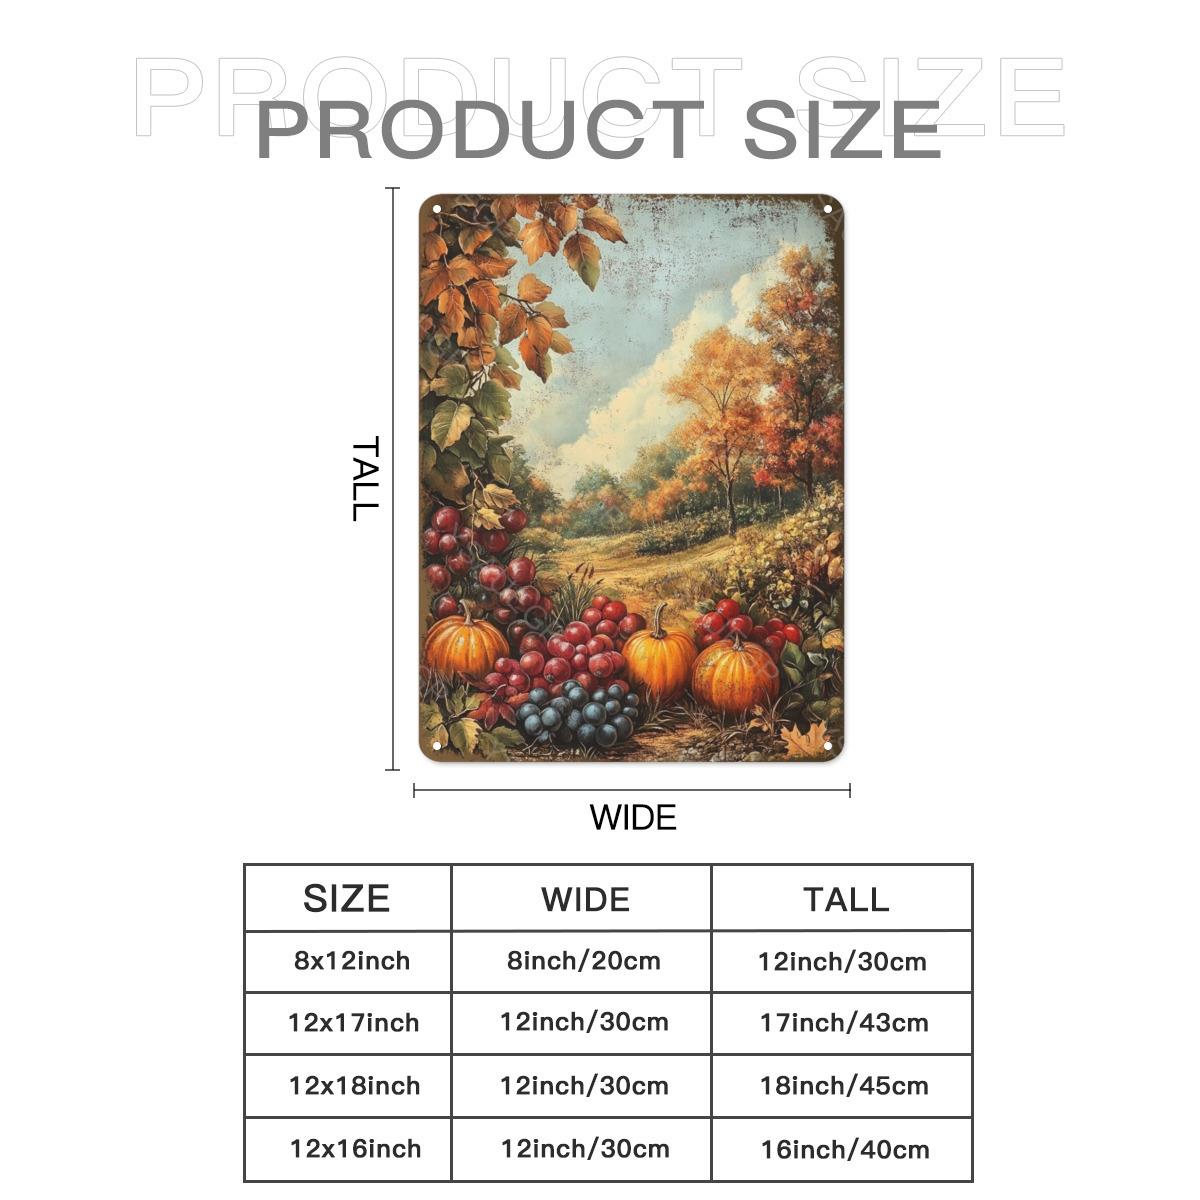 PRODUCT SIZE
PRODUCT SIZE
TALL
WIDE
SIZE WIDE TALL
8x12inch 8inch/20cm 12inch/30cm
12x17inch 12inch/30cm 17inch/43cm
12x18inch 12inch/30cm 18inch/45cm
12x16inch 12inch/30cm 16inch/40cm